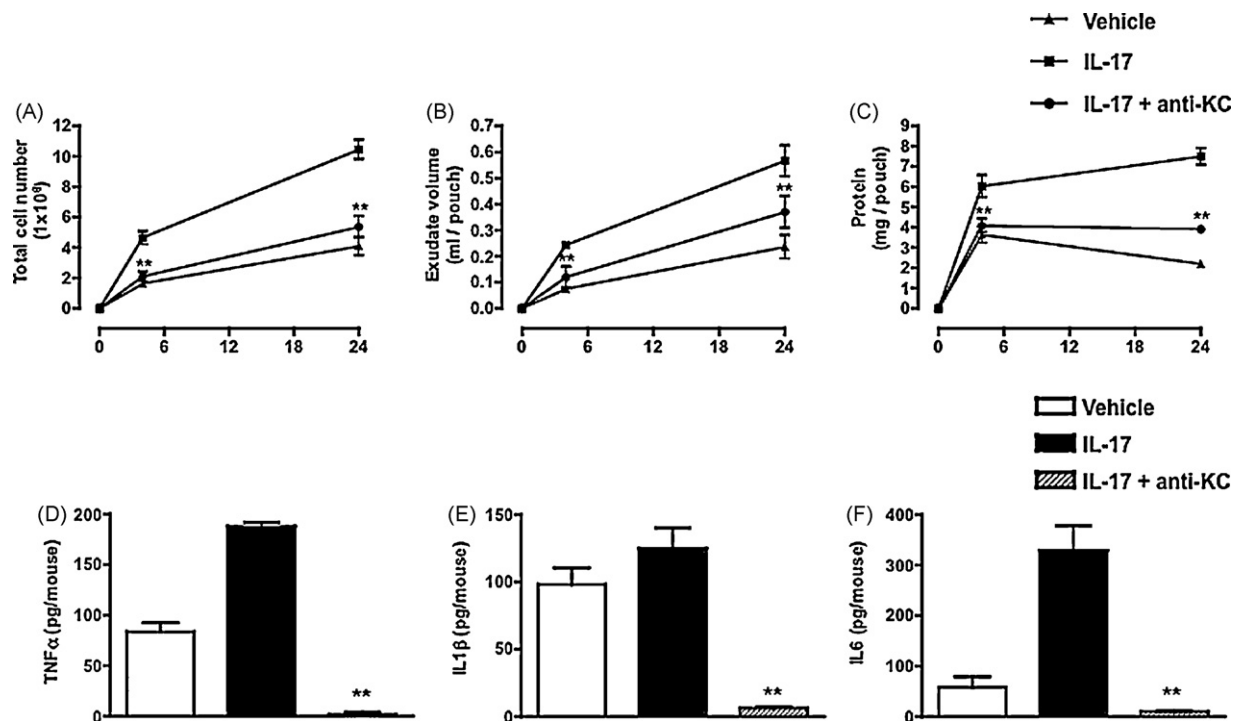 Vehicle
IL-17
IL-17 + anti-KC
(A)
Total cell number
(1x10⁶)
12
10
8
6
4
2
0
**
**
0 6 12 18 24
(B)
Exudate volume
(ml / pouch)
0.7
0.6
0.5
0.4
0.3
0.2
0.1
0.0
**
**
0 6 12 18 24
(C)
Protein
(mg / pouch)
9
8
7
6
5
4
3
2
1
0
**
**
0 6 12 18 24
Vehicle
IL-17
IL-17 + anti-KC
(D)
TNFα (pg/mouse)
200
150
100
50
0
**
(E)
IL1β (pg/mouse)
150
100
50
0
**
(F)
IL6 (pg/mouse)
400
300
200
100
0
**